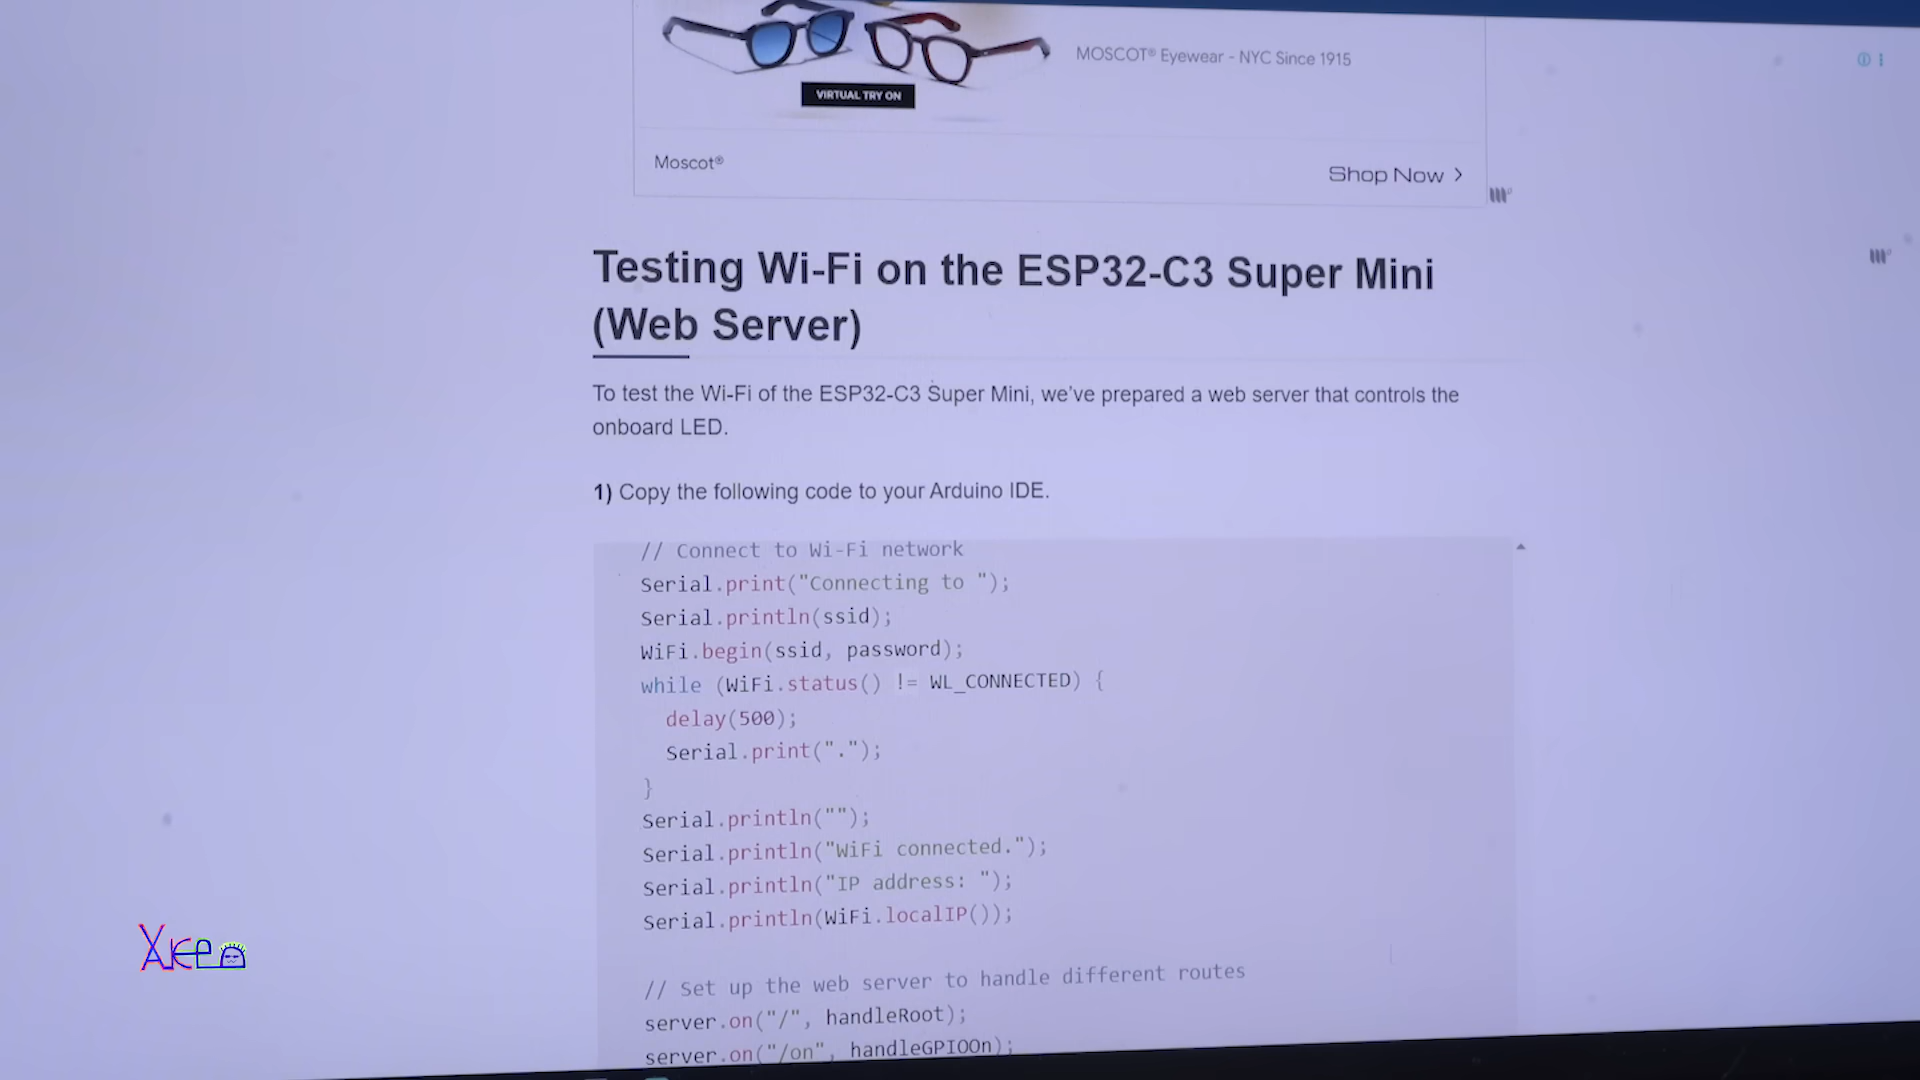 MOSCOT® Eyewear - NYC Since 1915
VIRTUAL TRY ON
Moscot®
Shop Now >
Testing Wi-Fi on the ESP32-C3 Super Mini
(Web Server)
To test the Wi-Fi of the ESP32-C3 Super Mini, we've prepared a web server that controls the
onboard LED.
1) Copy the following code to your Arduino IDE.
// Connect to Wi-Fi network
Serial.print("Connecting to ");
Serial.println(ssid);
WiFi.begin(ssid, password);
while (WiFi.status() != WL_CONNECTED) {
delay(500);
Serial.print(".");
}
Serial.println("");
Serial.println("WiFi connected.");
Serial.println("IP address: ");
Serial.println(WiFi.localIP());
// Set up the web server to handle different routes
server.on("/", handleRoot);
server.on("/on", handleGPIOOn);